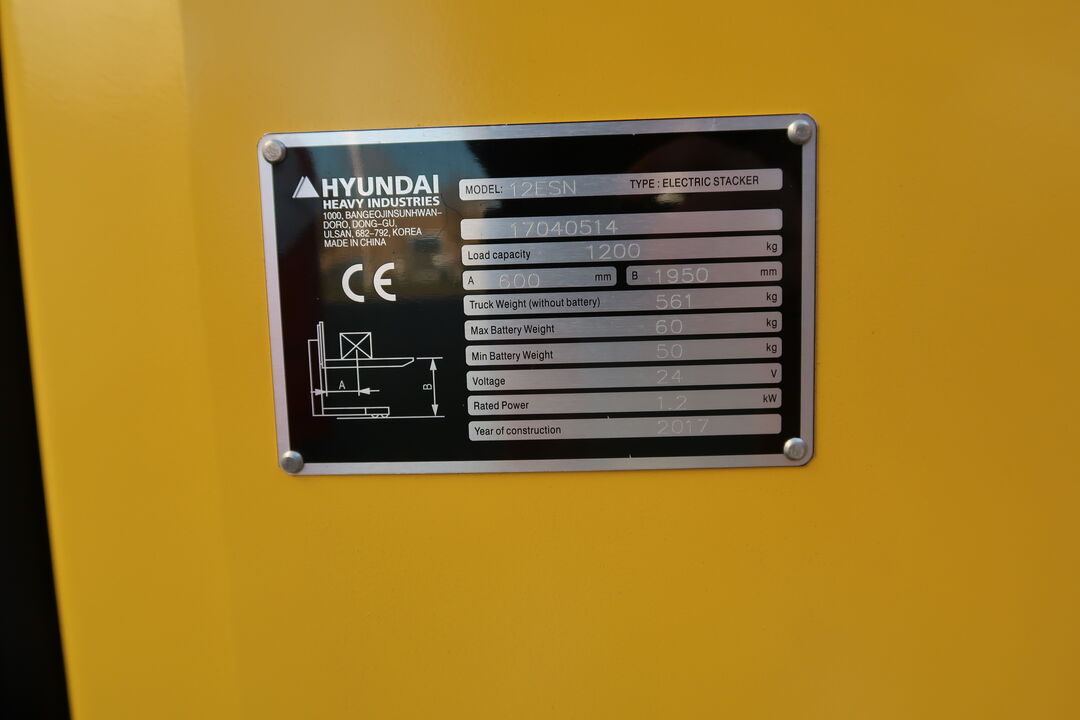 HYUNDAI
HEAVY INDUSTRIES
1000, BANGEOJINSUNHWAN-
DORO, DONG-GU,
ULSAN, 682-792, KOREA
MADE IN CHINA
CE
A
B
MODEL: 12ESN TYPE : ELECTRIC STACKER
17040514
Load capacity 1200 kg
A 600 mm B 1950 mm
Truck Weight (without battery) 561 kg
Max Battery Weight 60 kg
Min Battery Weight 50 kg
Voltage 24 V
Rated Power 1.2 kW
Year of construction 2017